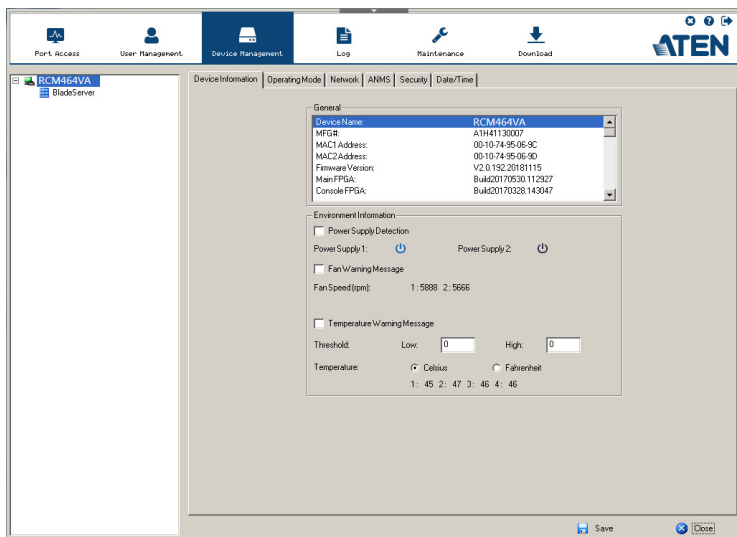 Port Access
User Management
Device Management
Log
Maintenance
Download
ATEN
RCM464VA
BladeServer
Device Information
Operating Mode
Network
ANMS
Security
Date/Time
General
Device Name: RCM464VA
MFG#: A1H41130007
MAC1 Address: 00-10-74-95-06-9C
MAC2 Address: 00-10-74-95-06-9D
Firmware Version: V2.0.192.20181115
Main FPGA: Build20170530.112927
Console FPGA: Build20170328.143047
Environment Information
Power Supply Detection
Power Supply 1: Power Supply 2:
Fan Warning Message
Fan Speed (rpm): 1 : 5888 2 : 5666
Temperature Warning Message
Threshold: Low: 0 High: 0
Temperature: Celsius Fahrenheit
1 : 45 2 : 47 3 : 46 4 : 46
Save
Close